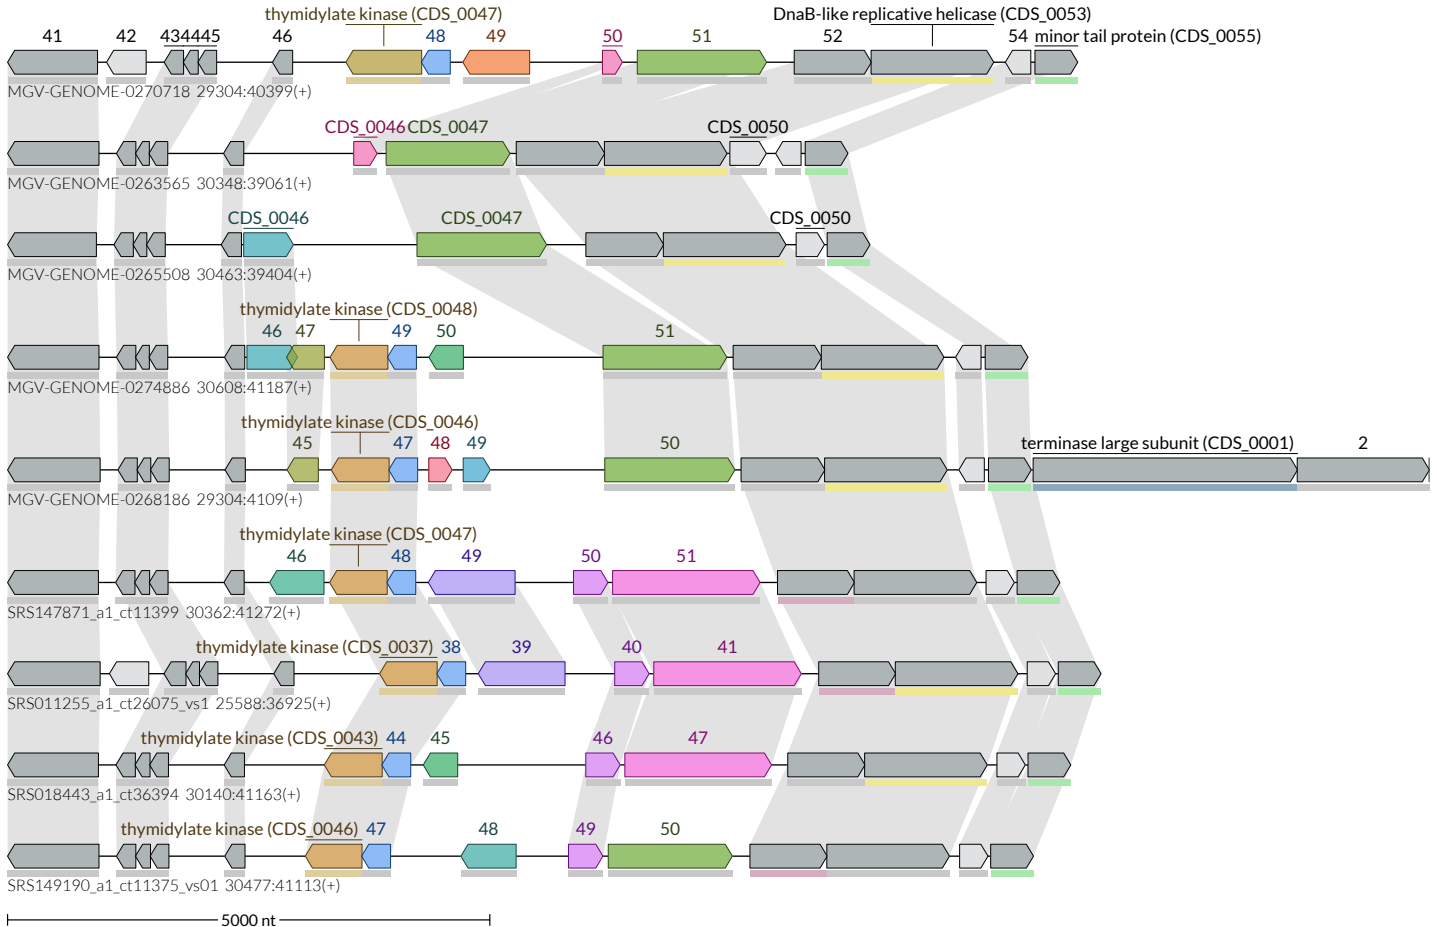 thymidylate kinase (CDS_0047) DnaB-like replicative helicase (CDS_0053)
41 42 43 44 45 46 48 49 50 51 52 54 minor tail protein (CDS_0055)
MGV-GENOME-0270718 29304:40399(+)
CDS_0046 CDS_0047 CDS_0050
MGV-GENOME-0263565 30348:39061(+)
CDS_0046 CDS_0047 CDS_0050
MGV-GENOME-0265508 30463:39404(+)
thymidylate kinase (CDS_0048)
46 47 49 50 51
MGV-GENOME-0274886 30608:41187(+)
thymidylate kinase (CDS_0046)
45 47 48 49 50 terminase large subunit (CDS_0001) 2
MGV-GENOME-0268186 29304:4109(+)
thymidylate kinase (CDS_0047)
46 48 49 50 51
SRS147871_a1_ct11399 30362:41272(+)
thymidylate kinase (CDS_0037) 38 39 40 41
SRS011255_a1_ct26075_vs1 25588:36925(+)
thymidylate kinase (CDS_0043) 44 45 46 47
SRS018443_a1_ct36394 30140:41163(+)
thymidylate kinase (CDS_0046) 47 48 49 50
SRS149190_a1_ct11375_vs01 30477:41113(+)
5000 nt